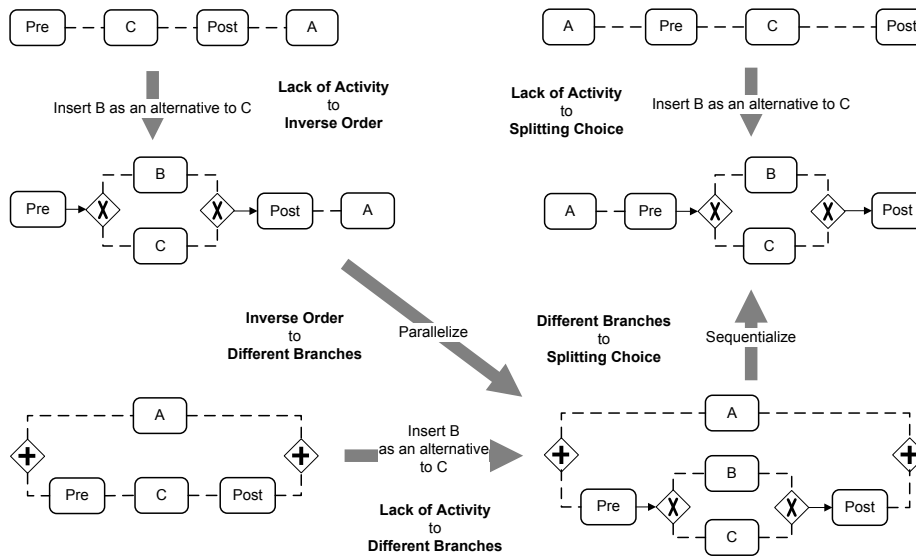 Pre
C
Post
A
A
Pre
C
Post
Insert B as an alternative to C
Lack of Activity
to
Inverse Order
Lack of Activity
to
Splitting Choice
Insert B as an alternative to C
B
Pre
X
X
Post
A
C
B
A
Pre
X
X
Post
C
Inverse Order
to
Different Branches
Parallelize
Different Branches
to
Splitting Choice
Sequentialize
A
+
+
Pre
C
Post
Insert B
as an alternative
to C
Lack of Activity
to
Different Branches
A
+
+
B
Pre
X
X
Post
C